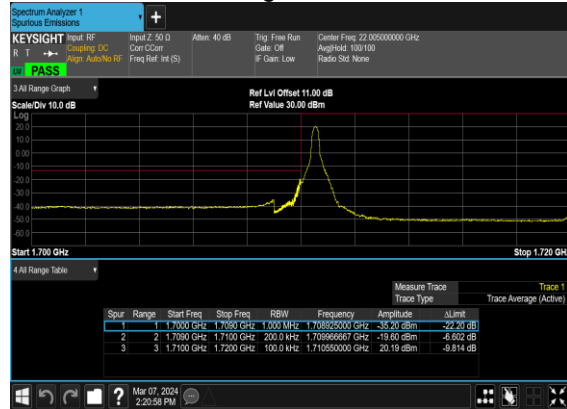 Spectrum Analyzer 1
Spurious Emissions
KEYSIGHT Input: RF Input Z: 50 Ω Atten: 40 dB Trig: Free Run Center Freq: 22.005000000 GHz
R T Coupling: DC Corr CCorr Gate: Off Avg|Hold: 100/100
Align: Auto/No RF Freq Ref: Int (S) IF Gain: Low Radio Std: None
PASS
3 All Range Graph
Ref Lvl Offset 11.00 dB
Scale/Div 10.0 dB Ref Value 30.00 dBm
Log
20.0
10.0
0.00
-10.0
-20.0
-30.0
-40.0
-50.0
-60.0
Start 1.700 GHz Stop 1.720 GH
4 All Range Table
Measure Trace Trace 1
Trace Type Trace Average (Active)
Spur Range Start Freq Stop Freq RBW Frequency Amplitude ΔLimit
1 1 1.7000 GHz 1.7090 GHz 1.000 MHz 1.708925000 GHz -35.20 dBm -22.20 dB
2 2 1.7090 GHz 1.7100 GHz 200.0 kHz 1.709966667 GHz -19.60 dBm -6.602 dB
3 3 1.7100 GHz 1.7200 GHz 100.0 kHz 1.710550000 GHz 20.19 dBm -9.814 dB
Mar 07, 2024
2:20:58 PM